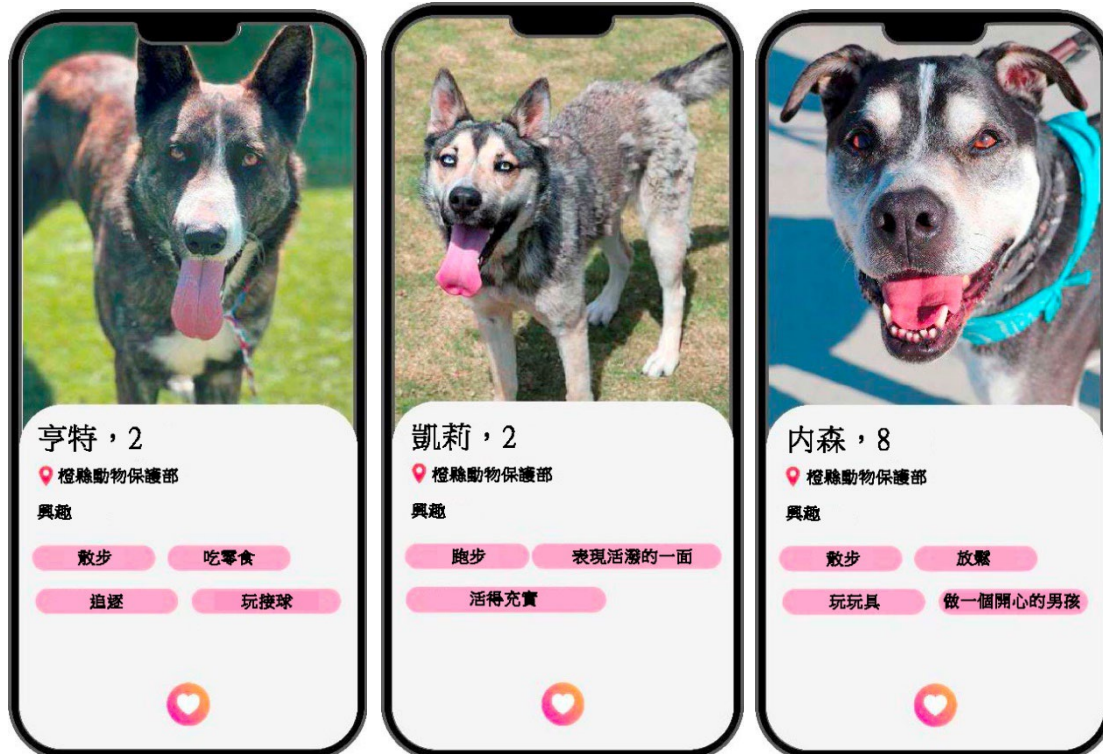 亨特，2
橙縣動物保護部
興趣
散步
吃零食
追逐
玩接球
凱莉，2
橙縣動物保護部
興趣
跑步
表現活潑的一面
活得充實
內森，8
橙縣動物保護部
興趣
散步
放鬆
玩玩具
做一個開心的男孩